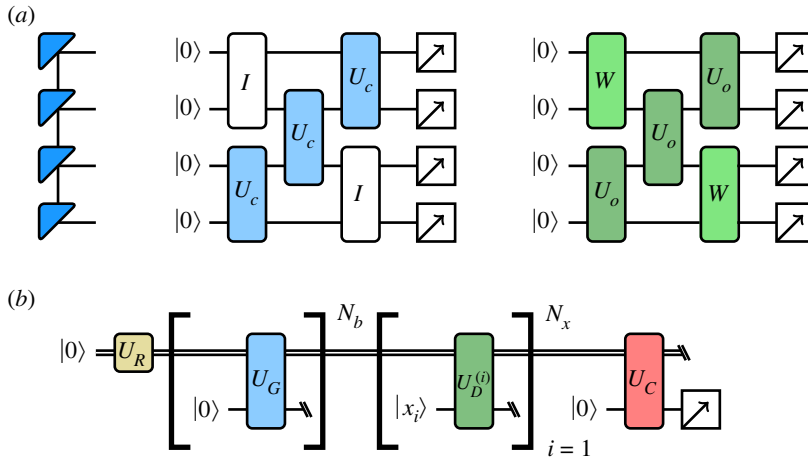 (a)
|0⟩ I U_c |0⟩ W U_o
|0⟩ U_c |0⟩ U_o
|0⟩ U_c I |0⟩ U_o W
|0⟩ |0⟩
(b)
N_b N_x
|0⟩ U_R U_G U_D^{(i)} U_C
|0⟩ |x_i⟩ |0⟩
i = 1